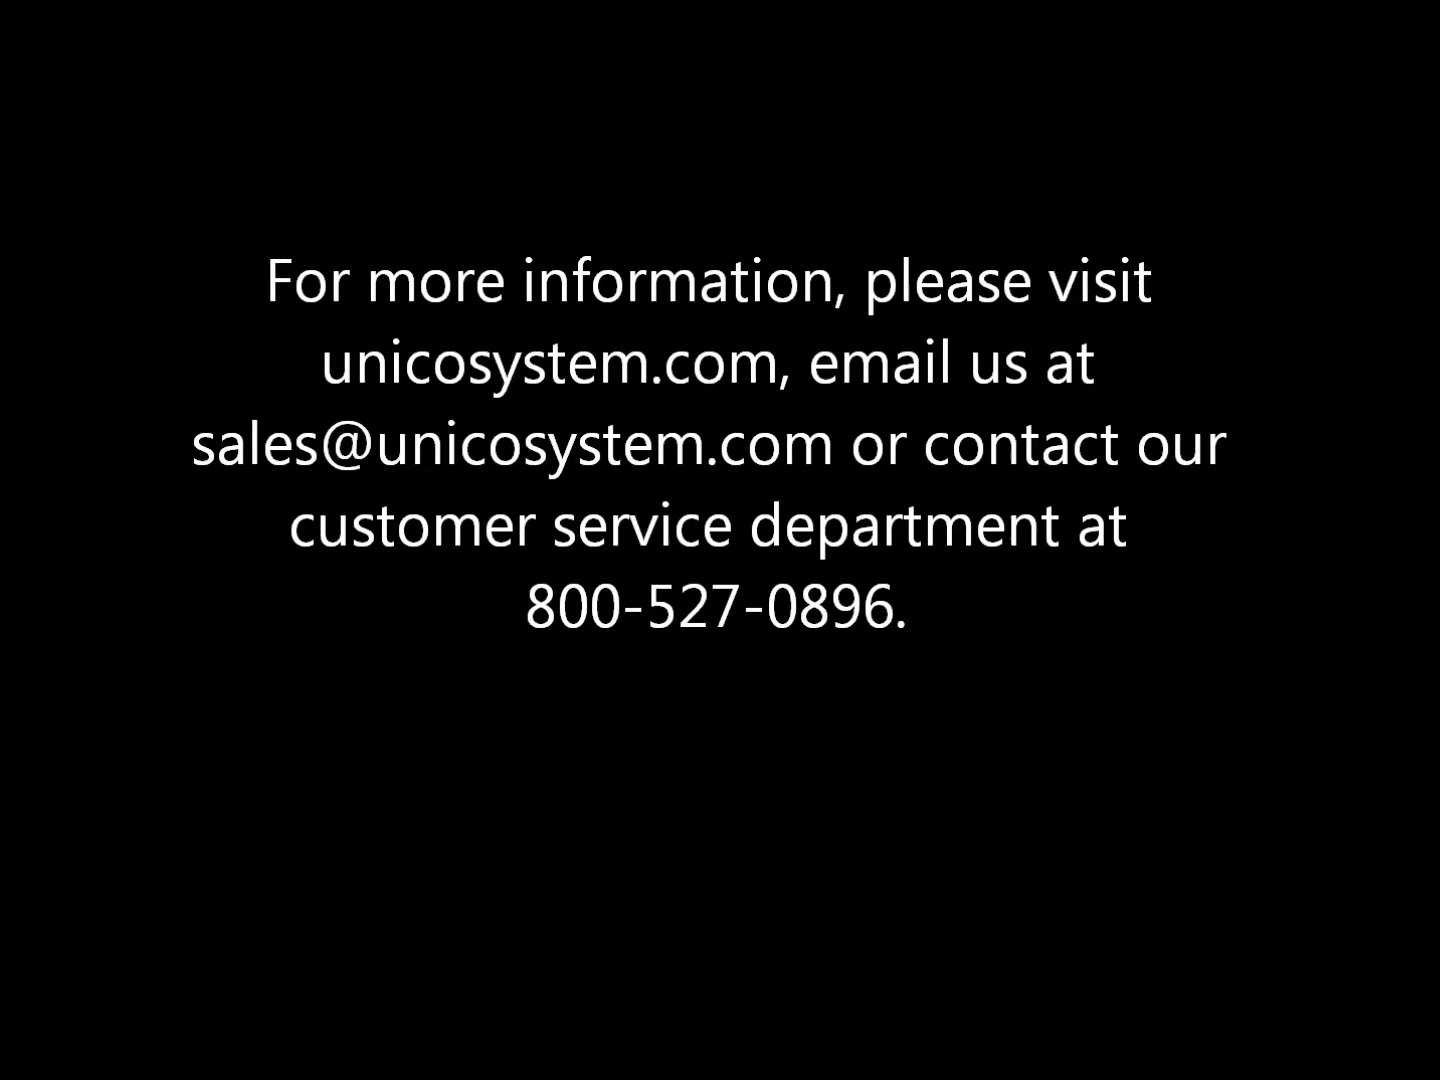 For more information, please visit
unicosystem.com, email us at
sales@unicosystem.com or contact our
customer service department at
800-527-0896.